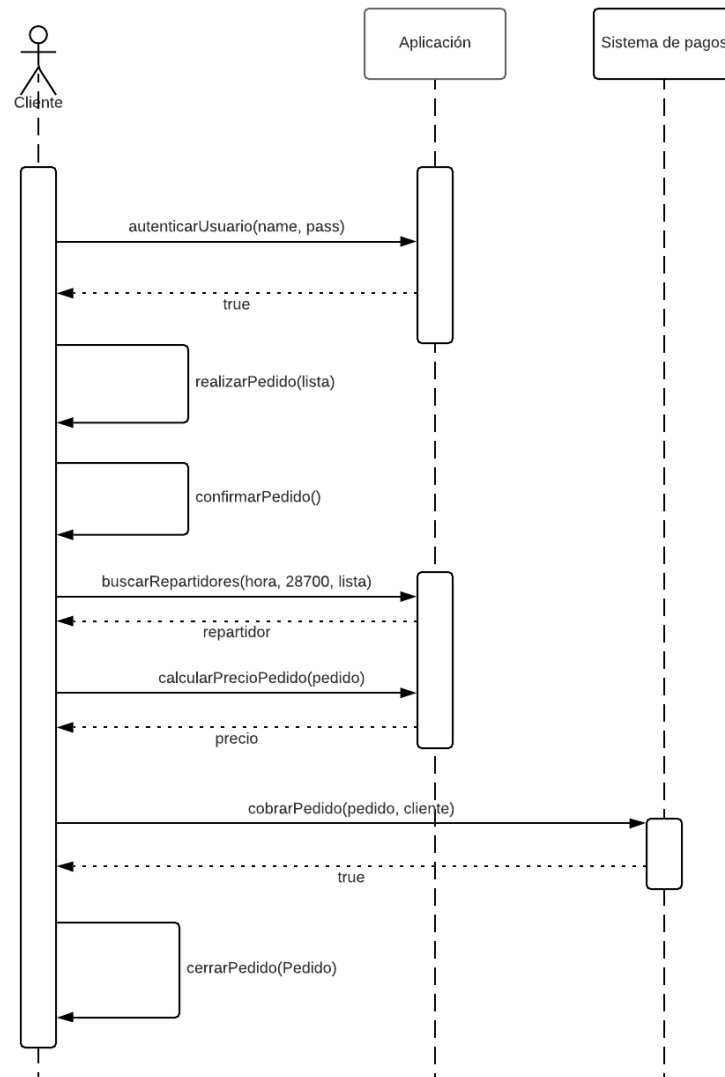 Aplicación
Sistema de pagos
Cliente
autenticarUsuario(name, pass)
true
realizarPedido(lista)
confirmarPedido()
buscarRepartidores(hora, 28700, lista)
repartidor
calcularPrecioPedido(pedido)
precio
cobrarPedido(pedido, cliente)
true
cerrarPedido(Pedido)